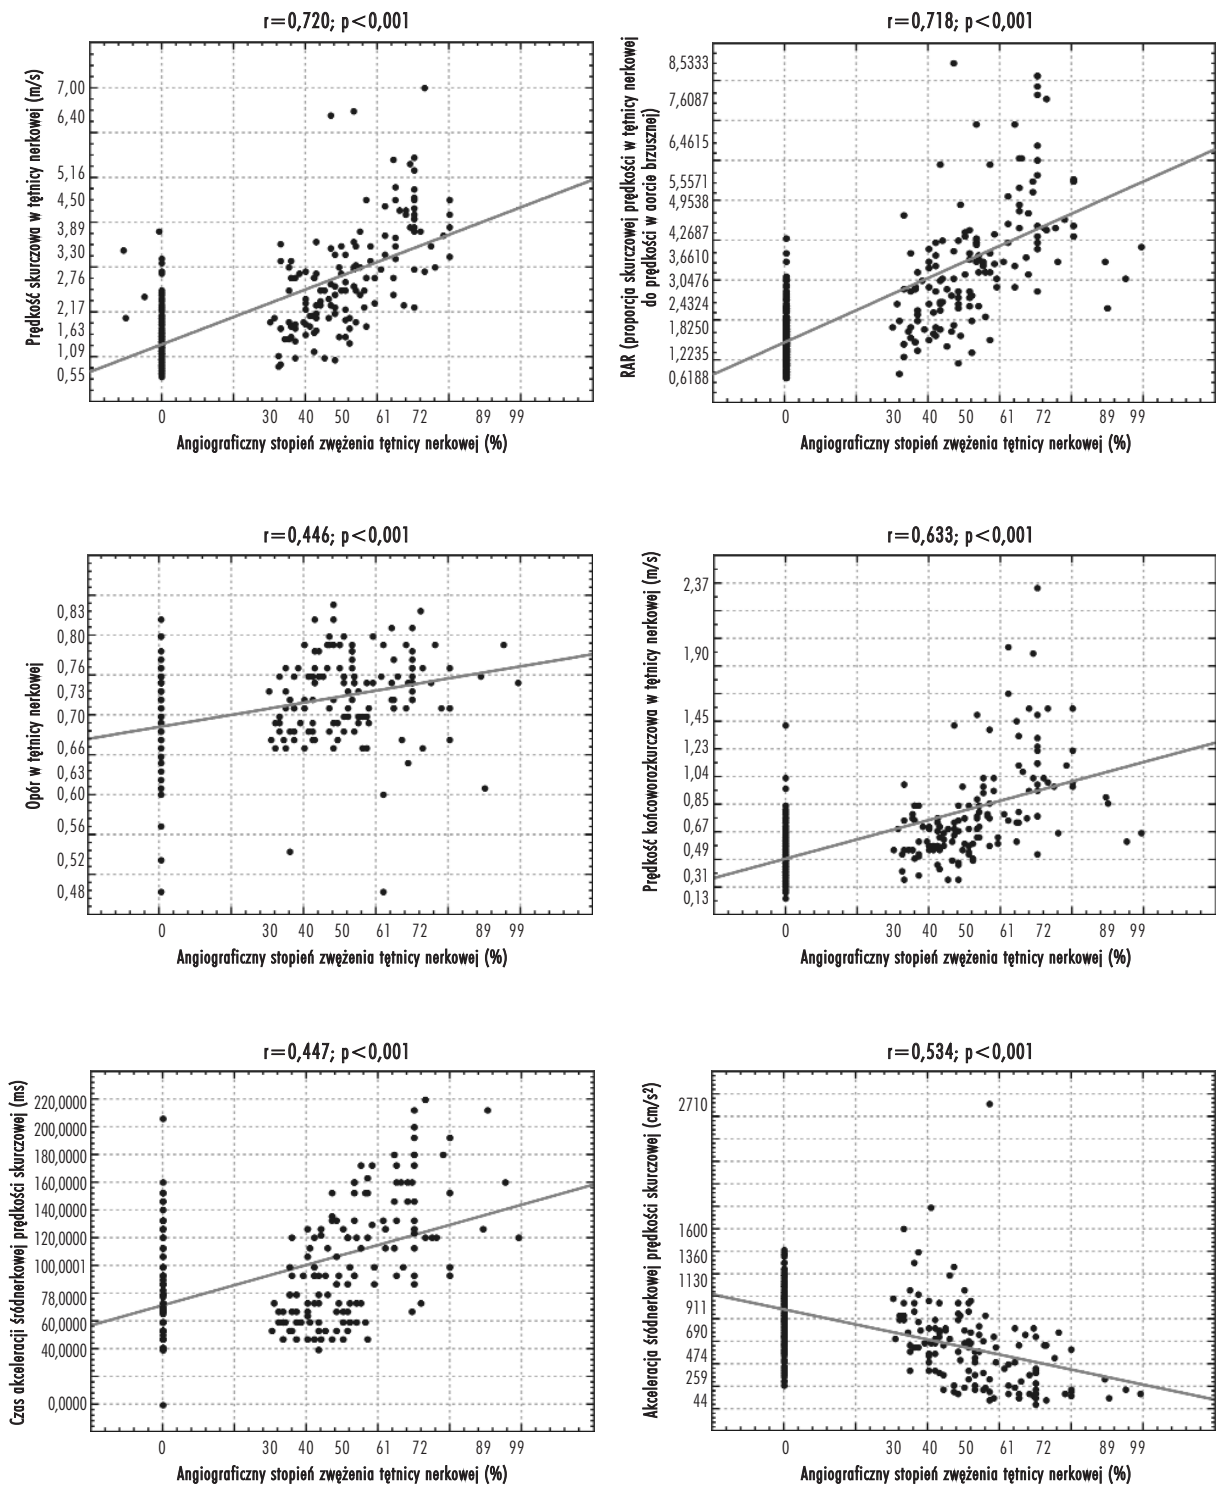 r=0,720; p<0,001
Prędkość skurczowa w tętnicy nerkowej (m/s)
7,00
6,40
5,16
4,50
3,89
3,30
2,76
2,17
1,63
1,09
0,55
0 30 40 50 61 72 89 99
Angiograficzny stopień zwężenia tętnicy nerkowej (%)
r=0,718; p<0,001
RAR (proporcja skurczowej prędkości w tętnicy nerkowej
do prędkości w aorcie brzusznej)
8,5333
7,6087
6,4615
5,5571
4,9538
4,2687
3,6610
3,0476
2,4324
1,8250
1,2235
0,6188
0 30 40 50 61 72 89 99
Angiograficzny stopień zwężenia tętnicy nerkowej (%)
r=0,446; p<0,001
Opór w tętnicy nerkowej
0,83
0,80
0,76
0,73
0,70
0,66
0,63
0,60
0,56
0,52
0,48
0 30 40 50 61 72 99
Angiograficzny stopień zwężenia tętnicy nerkowej (%)
r=0,633; p<0,001
Prędkość końcoworozkurczowa w tętnicy nerkowej (m/s)
2,37
1,90
1,45
1,23
1,04
0,85
0,67
0,49
0,31
0,13
0 30 40 50 61 72 89 99
Angiograficzny stopień zwężenia tętnicy nerkowej (%)
r=0,447; p<0,001
Czas akceleracji śródnerkowej prędkości skurczowej (ms)
220,0000
200,0000
180,0000
160,0000
140,0000
120,0000
100,0001
78,0000
60,0000
40,0000
0,0000
0 30 40 50 61 72 89 99
Angiograficzny stopień zwężenia tętnicy nerkowej (%)
r=0,534; p<0,001
Akceleracja śródnerkowej prędkości skurczowej (cm/s²)
2710
1600
1360
1130
911
690
474
259
44
0 30 40 50 61 72 89 99
Angiograficzny stopień zwężenia tętnicy nerkowej (%)